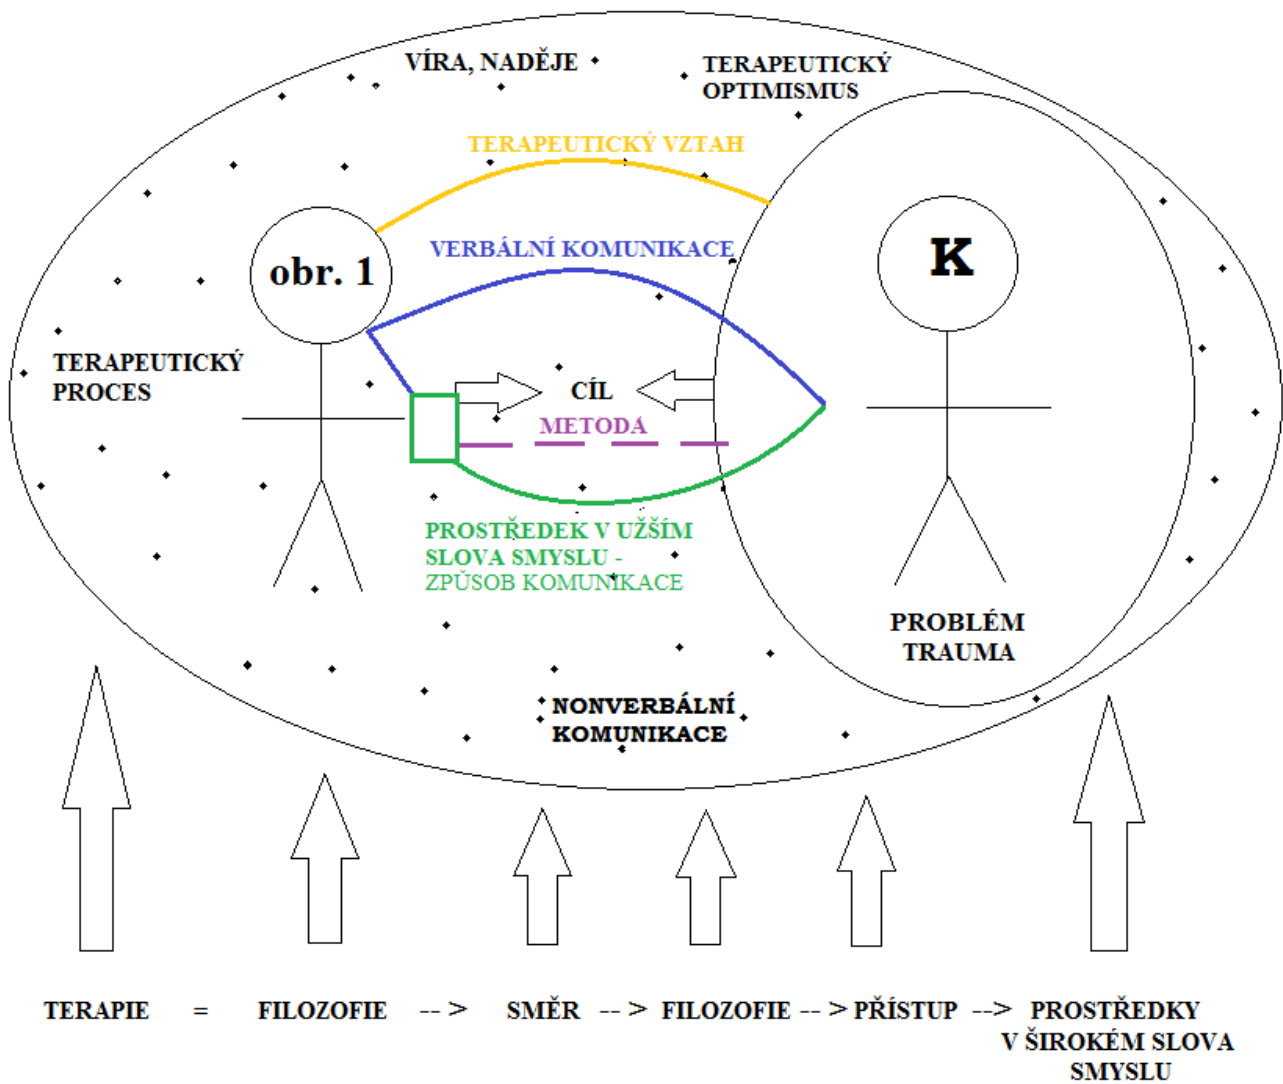 VÍRA, NADĚJE
TERAPEUTICKÝ
OPTIMISMUS
TERAPEUTICKÝ VZTAH
VERBÁLNÍ KOMUNIKACE
obr. 1
K
TERAPEUTICKÝ
PROCES
CÍL
METODA
PROSTŘEDEK V UŽŠÍM
SLOVA SMYSLU -
ZPŮSOB KOMUNIKACE
PROBLÉM
TRAUMA
NONVERBÁLNÍ
KOMUNIKACE
TERAPIE = FILOZOFIE -- > SMĚR -- > FILOZOFIE -- > PŘÍSTUP --> PROSTŘEDKY
V ŠIROKÉM SLOVA
SMYSLU